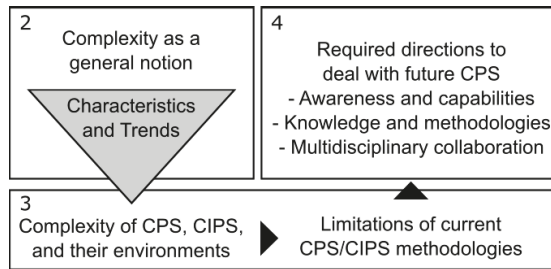 2
Complexity as a
general notion
Characteristics
and Trends
4
Required directions to
deal with future CPS
- Awareness and capabilities
- Knowledge and methodologies
- Multidisciplinary collaboration
3
Complexity of CPS, CIPS,
and their environments
Limitations of current
CPS/CIPS methodologies